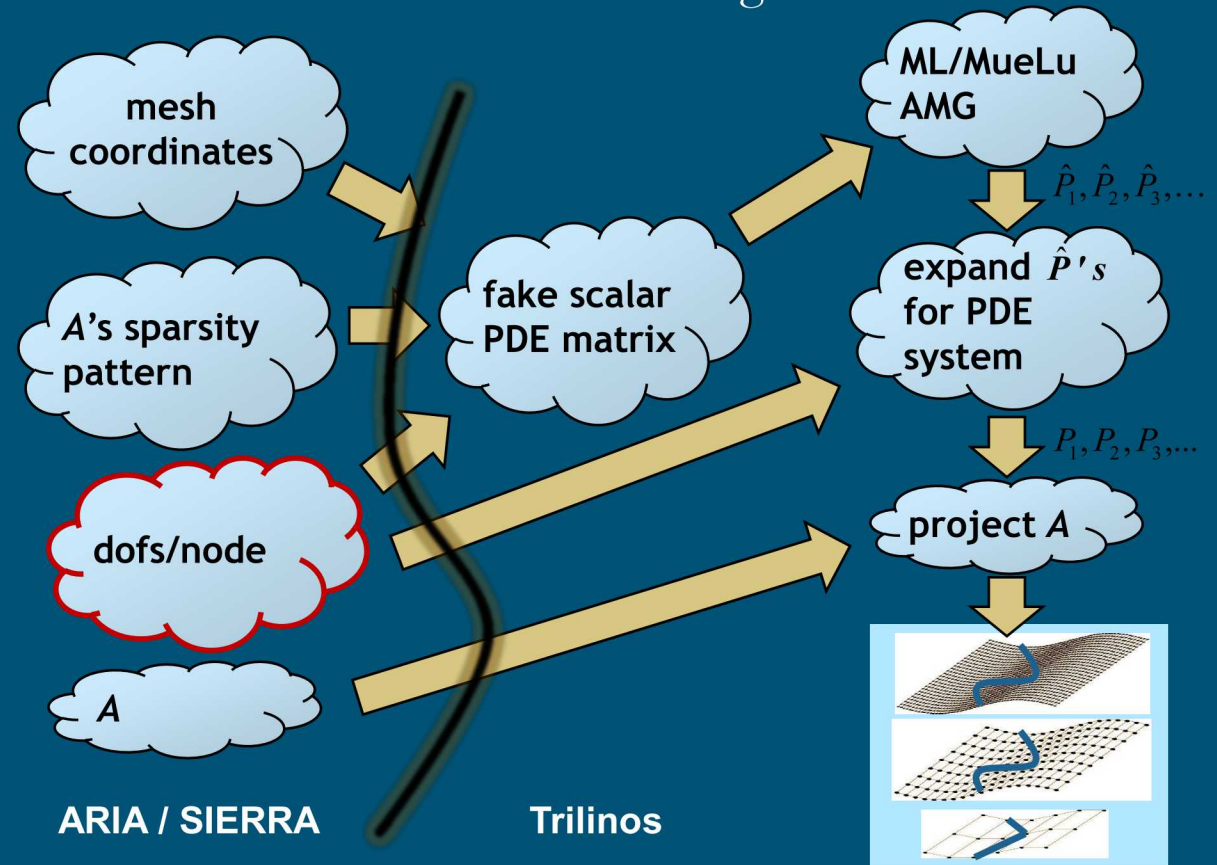 mesh
coordinates
A's sparsity
pattern
dofs/node
A
ARIA / SIERRA
fake scalar
PDE matrix
Trilinos
ML/MueLu
AMG
P̂₁, P̂₂, P̂₃,…
expand P̂'s
for PDE
system
P₁, P₂, P₃,...
project A